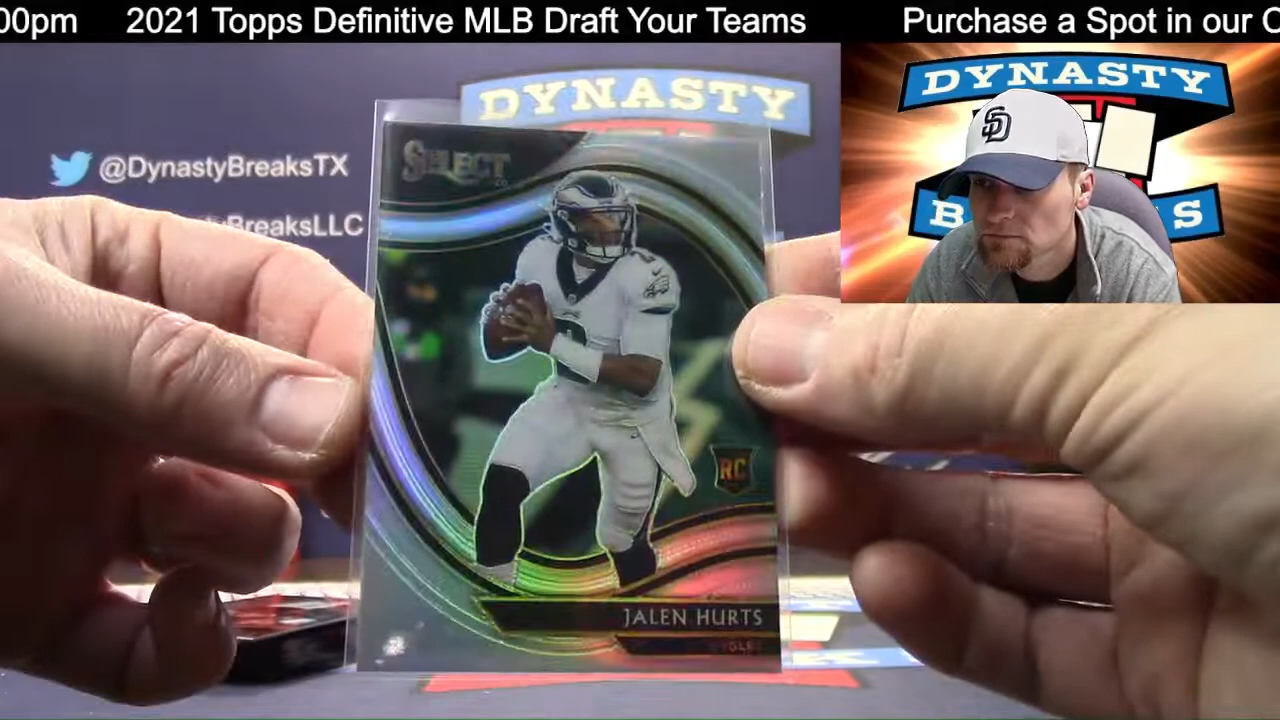 00pm 2021 Topps Definitive MLB Draft Your Teams Purchase a Spot in our
DYNASTY
DYNASTY
SD
SELECT
@DynastyBreaksTX
BreaksLLC
B S
RC
JALEN HURTS